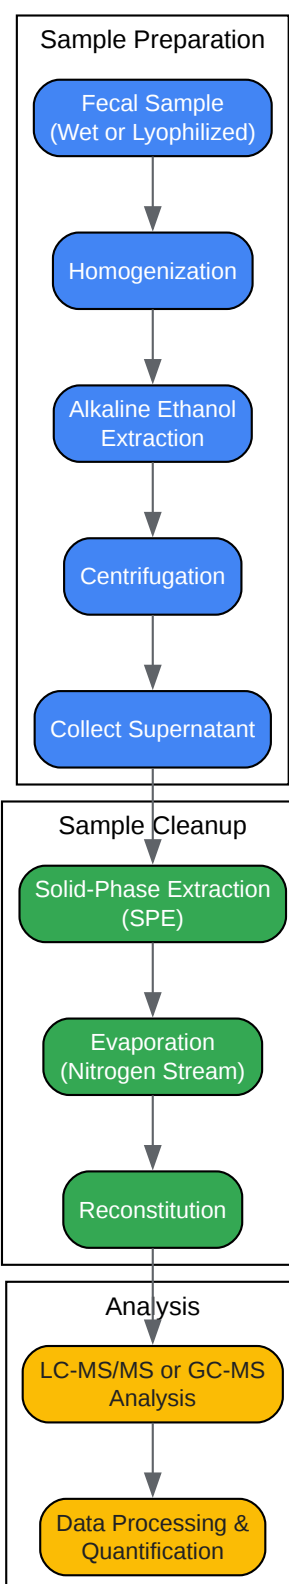 Sample Preparation
Fecal Sample
(Wet or Lyophilized)
Homogenization
Alkaline Ethanol
Extraction
Centrifugation
Collect Supernatant
Sample Cleanup
Solid-Phase Extraction
(SPE)
Evaporation
(Nitrogen Stream)
Reconstitution
Analysis
LC-MS/MS or GC-MS
Analysis
Data Processing &
Quantification